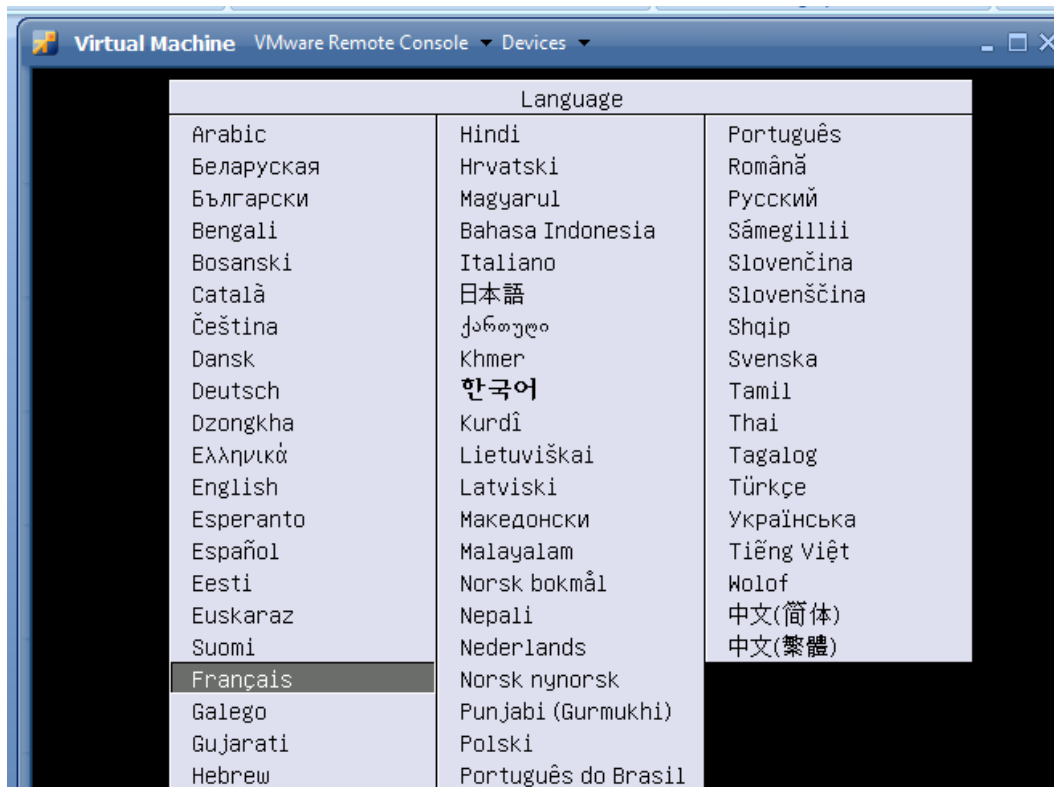 Virtual Machine VMware Remote Console Devices
Language
Arabic
Беларуская
Български
Bengali
Bosanski
Català
Čeština
Dansk
Deutsch
Dzongkha
Ελληνικά
English
Esperanto
Español
Eesti
Euskaraz
Suomi
Français
Galego
Gujarati
Hebrew
Hindi
Hrvatski
Magyarul
Bahasa Indonesia
Italiano
日本語
ქართული
Khmer
한국어
Kurdî
Lietuviškai
Latviski
Македонски
Malayalam
Norsk bokmål
Nepali
Nederlands
Norsk nynorsk
Punjabi (Gurmukhi)
Polski
Português do Brasil
Português
Română
Русский
Sámegillii
Slovenčina
Slovenščina
Shqip
Svenska
Tamil
Thai
Tagalog
Türkçe
Українська
Tiếng Việt
Wolof
中文(简体)
中文(繁體)